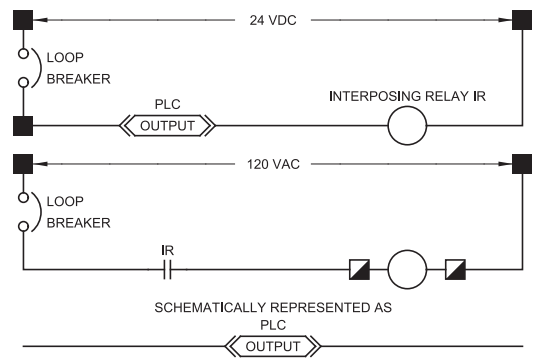 24 VDC
LOOP
BREAKER
PLC
OUTPUT
INTERPOSING RELAY IR
120 VAC
LOOP
BREAKER
IR
SCHEMATICALLY REPRESENTED AS
PLC
OUTPUT